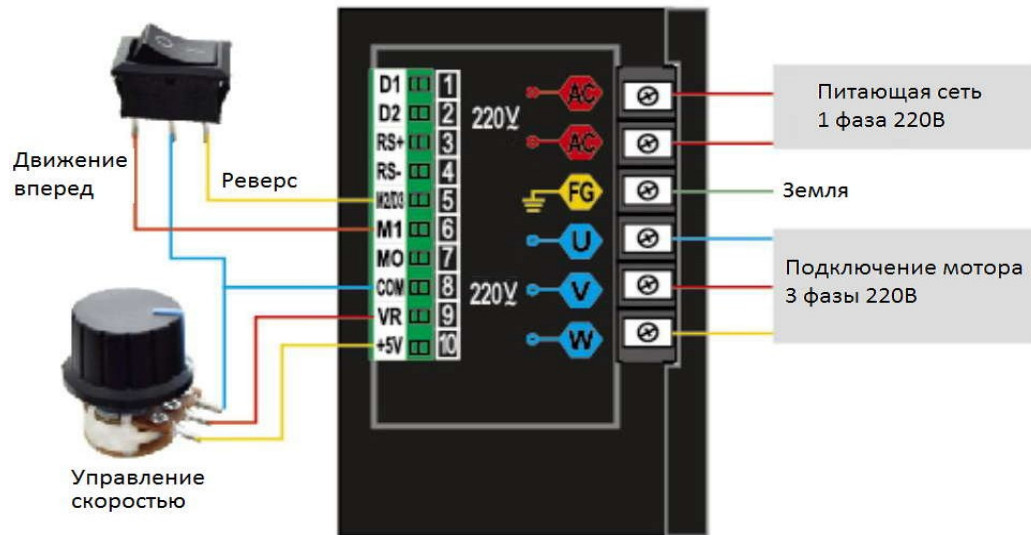 Движение
вперед
Реверс
Управление
скоростью
D1 1
D2 2
RS+ 3
RS- 4
M2/D3 5
M1 6
MO 7
COM 8
VR 9
+5V 10
220V
220V
AC
AC
FG
U
V
W
Питающая сеть
1 фаза 220В
Земля
Подключение мотора
3 фазы 220В